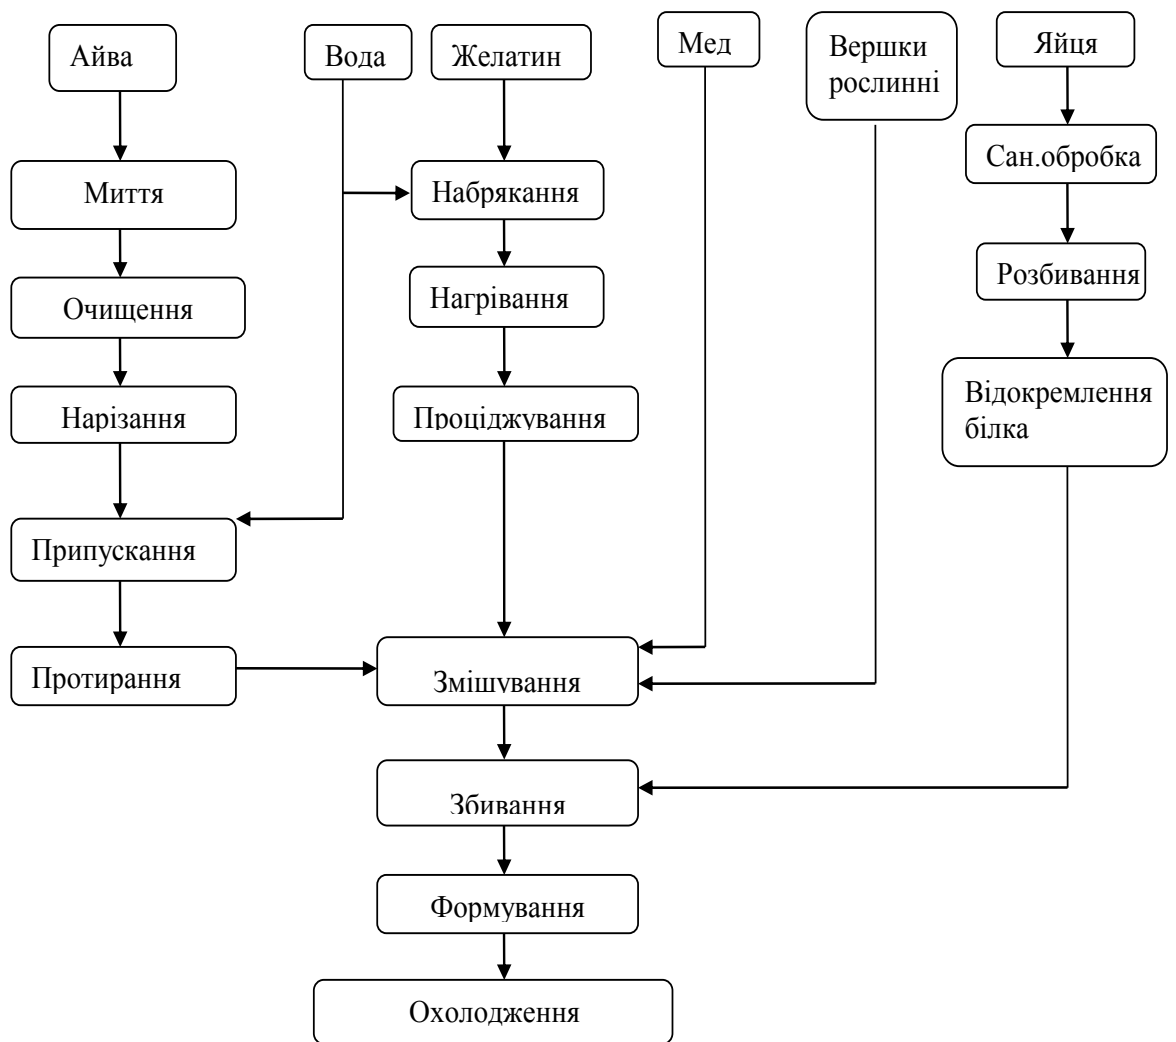 Айва
Вода
Желатин
Мед
Вершки
рослинні
Яйця
Сан.обробка
Миття
Набрякання
Розбивання
Очищення
Нагрівання
Відокремлення
білка
Нарізання
Проціджування
Припускання
Протирання
Змішування
Збивання
Формування
Охолодження